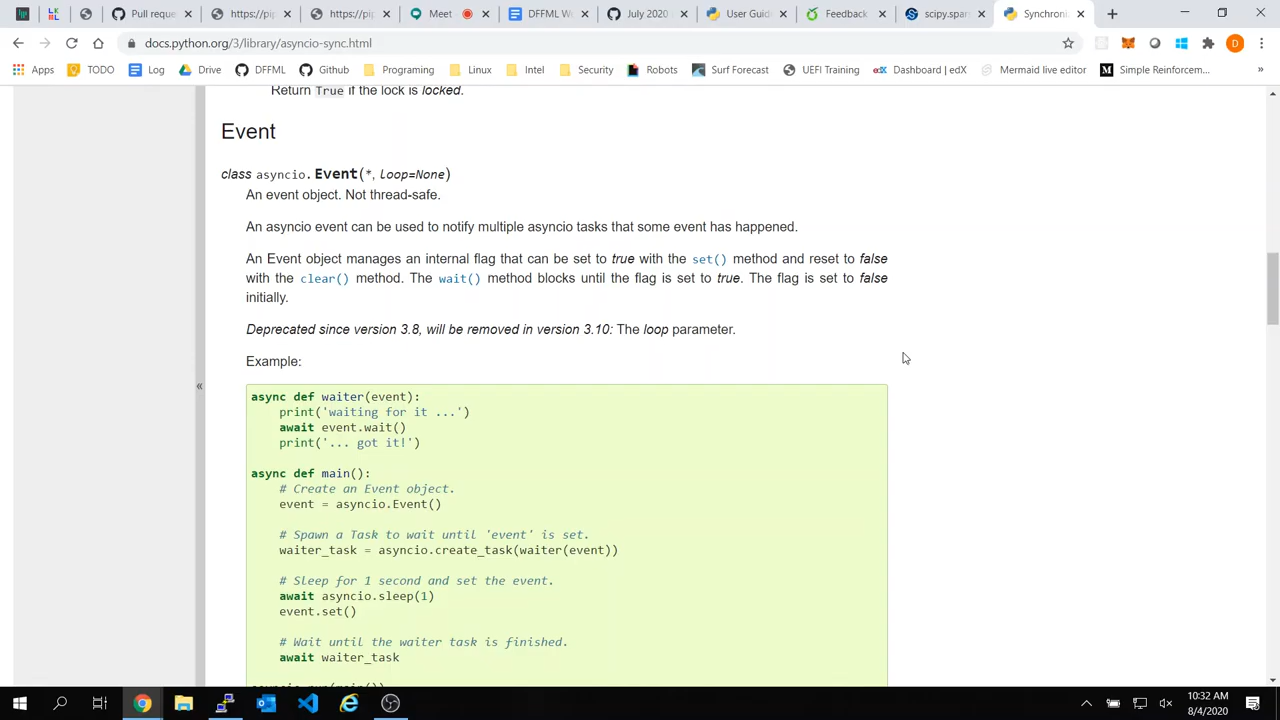 Pull reque
https://pip
https://pip
Meet
DFFML We
July 2020 
User Guide
Feedback
scipy.spars
Synchroniz
docs.python.org/3/library/asyncio-sync.html
Apps
TODO
Log
Drive
DFFML
Github
Programing
Linux
Intel
Security
Robots
Surf Forecast
UEFI Training
Dashboard | edX
Mermaid live editor
Simple Reinforcem...
»
Return True if the lock is locked.
Event
class asyncio.Event(*, loop=None)
An event object. Not thread-safe.
An asyncio event can be used to notify multiple asyncio tasks that some event has happened.
An Event object manages an internal flag that can be set to true with the set() method and reset to false
with the clear() method. The wait() method blocks until the flag is set to true. The flag is set to false
initially.
Deprecated since version 3.8, will be removed in version 3.10: The loop parameter.
Example:
«
async def waiter(event):
    print('waiting for it ...')
    await event.wait()
    print('... got it!')
async def main():
    # Create an Event object.
    event = asyncio.Event()
    # Spawn a Task to wait until 'event' is set.
    waiter_task = asyncio.create_task(waiter(event))
    # Sleep for 1 second and set the event.
    await asyncio.sleep(1)
    event.set()
    # Wait until the waiter task is finished.
    await waiter_task
asyncio.run(main())
10:32 AM
8/4/2020